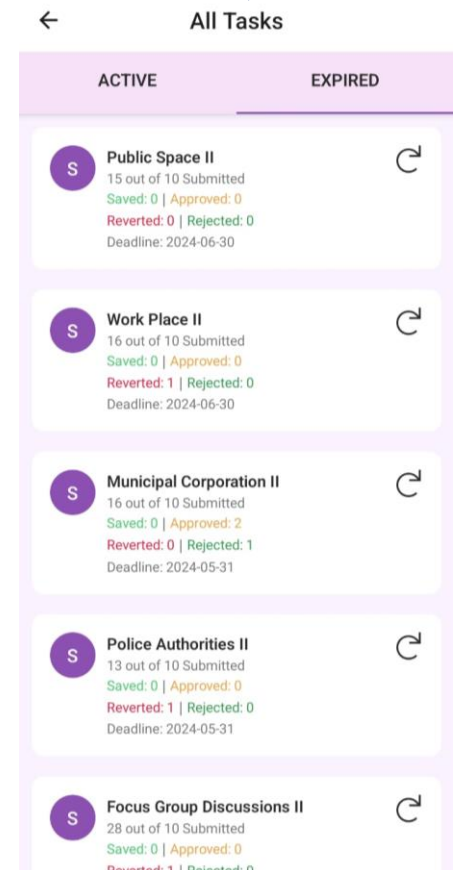 All Tasks
ACTIVE EXPIRED
S
Public Space II
15 out of 10 Submitted
Saved: 0 | Approved: 0
Reverted: 0 | Rejected: 0
Deadline: 2024-06-30
S
Work Place II
16 out of 10 Submitted
Saved: 0 | Approved: 0
Reverted: 1 | Rejected: 0
Deadline: 2024-06-30
S
Municipal Corporation II
16 out of 10 Submitted
Saved: 0 | Approved: 2
Reverted: 0 | Rejected: 1
Deadline: 2024-05-31
S
Police Authorities II
13 out of 10 Submitted
Saved: 0 | Approved: 0
Reverted: 1 | Rejected: 0
Deadline: 2024-05-31
S
Focus Group Discussions II
28 out of 10 Submitted
Saved: 0 | Approved: 0
Reverted: 1 | Rejected: 0